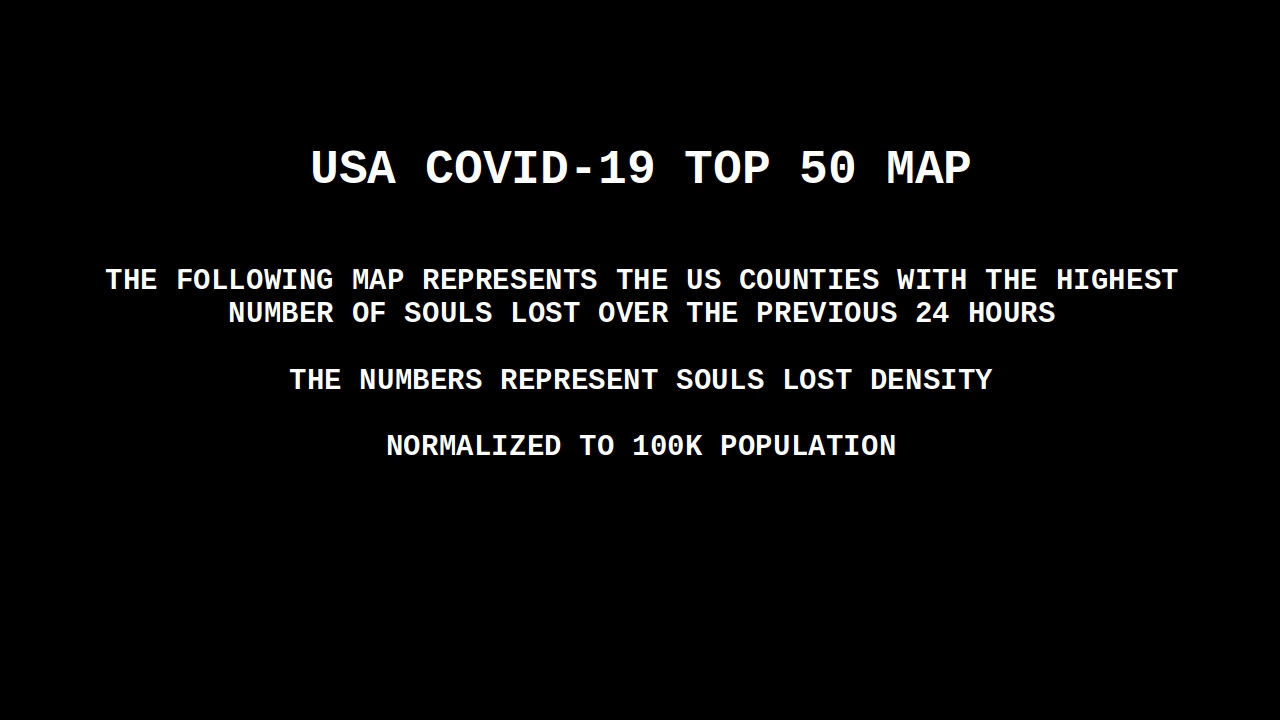 USA COVID-19 TOP 50 MAP
THE FOLLOWING MAP REPRESENTS THE US COUNTIES WITH THE HIGHEST
NUMBER OF SOULS LOST OVER THE PREVIOUS 24 HOURS
THE NUMBERS REPRESENT SOULS LOST DENSITY
NORMALIZED TO 100K POPULATION